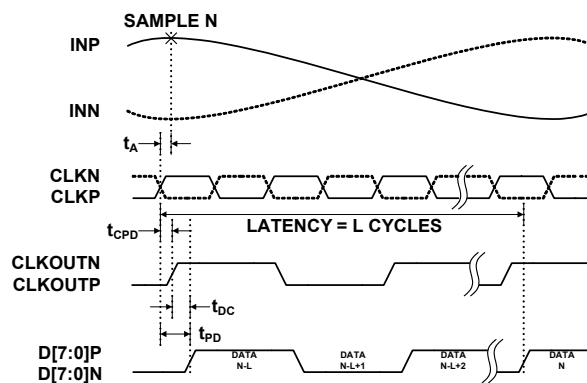 SAMPLE N
INP
INN
tA
CLKN
CLKP
LATENCY = L CYCLES
tCPD
CLKOUTN
CLKOUTP
tDC
tPD
D[7:0]P
D[7:0]N
DATA
N-L
DATA
N-L+1
DATA
N-L+2
DATA
N